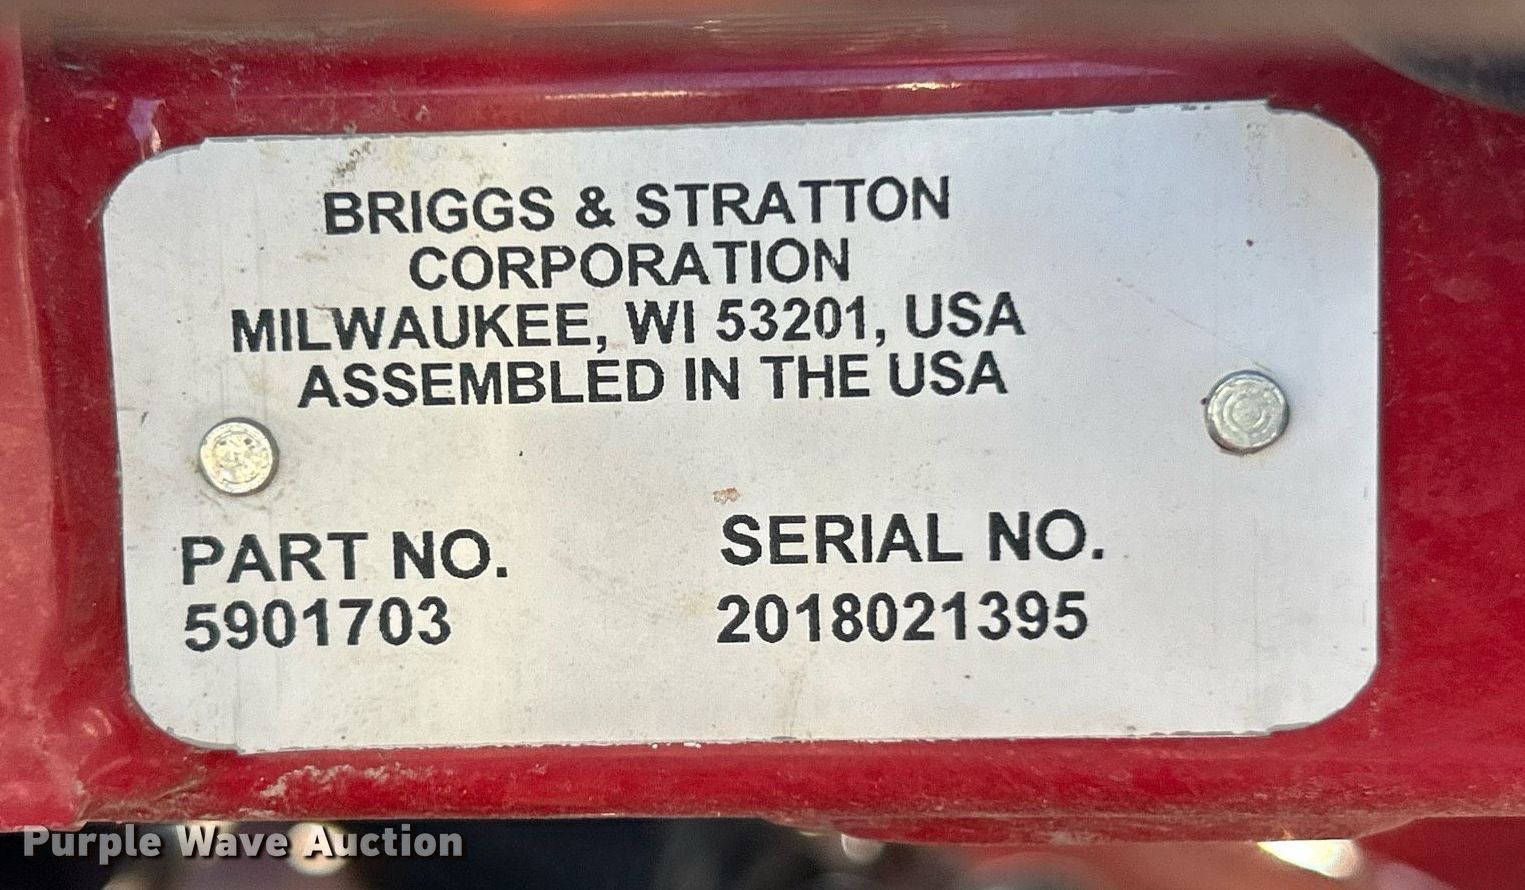 BRIGGS & STRATTON
CORPORATION
MILWAUKEE, WI 53201, USA
ASSEMBLED IN THE USA
PART NO. SERIAL NO.
5901703 2018021395
Purple Wave Auction